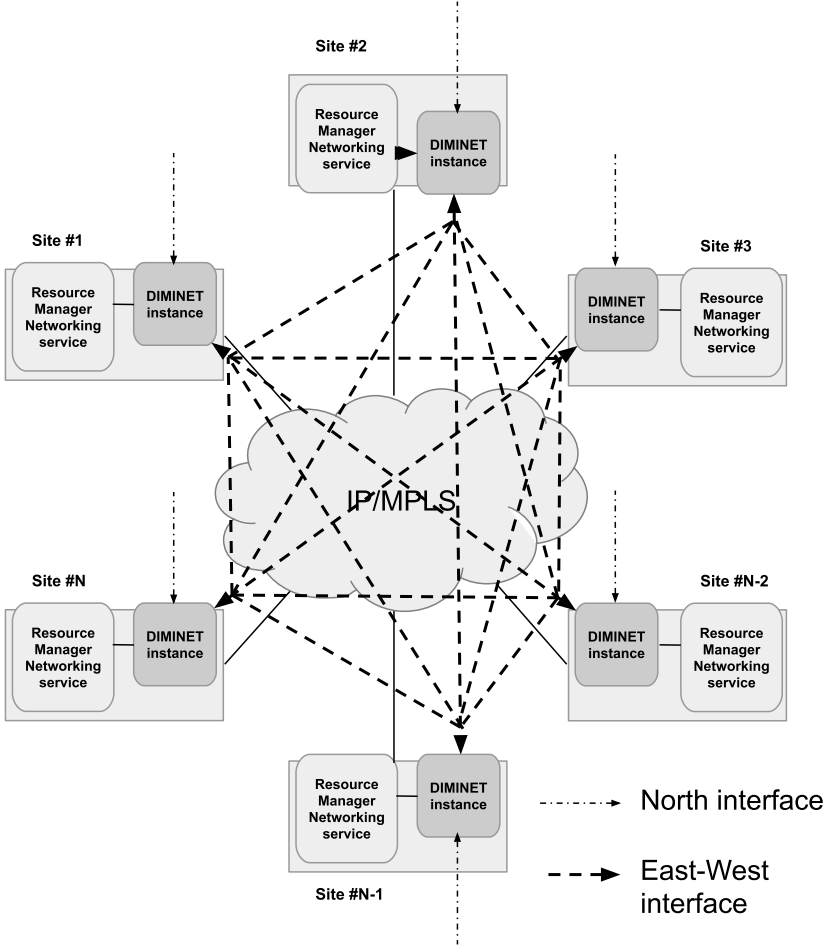 Site #2
Resource
Manager
Networking
service
DIMINET
instance
Site #1
Resource
Manager
Networking
service
DIMINET
instance
Site #3
DIMINET
instance
Resource
Manager
Networking
service
IP/MPLS
Site #N
Resource
Manager
Networking
service
DIMINET
instance
Site #N-2
DIMINET
instance
Resource
Manager
Networking
service
Resource
Manager
Networking
service
DIMINET
instance
Site #N-1
North interface
East-West
interface